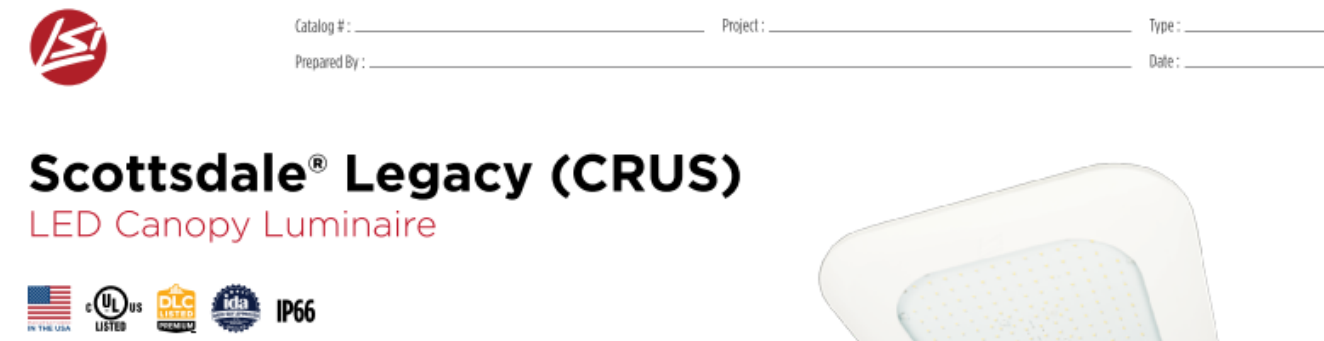 LSI
Catalog # : Project : Type :
Prepared By : Date :
Scottsdale® Legacy (CRUS)
LED Canopy Luminaire
IN THE USA
c UL US LISTED
DLC LISTED PREMIUM
ida
IP66